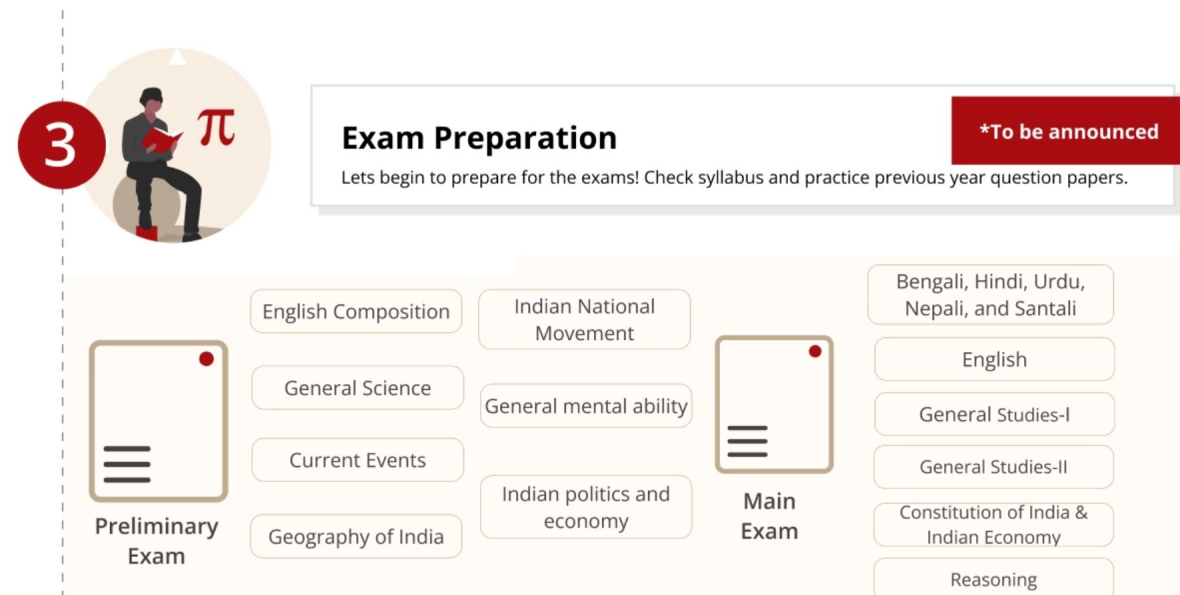 3
π
Exam Preparation
*To be announced
Lets begin to prepare for the exams! Check syllabus and practice previous year question papers.
Preliminary
Exam
English Composition
General Science
Current Events
Geography of India
Indian National
Movement
General mental ability
Indian politics and
economy
Main
Exam
Bengali, Hindi, Urdu,
Nepali, and Santali
English
General Studies-I
General Studies-II
Constitution of India &
Indian Economy
Reasoning